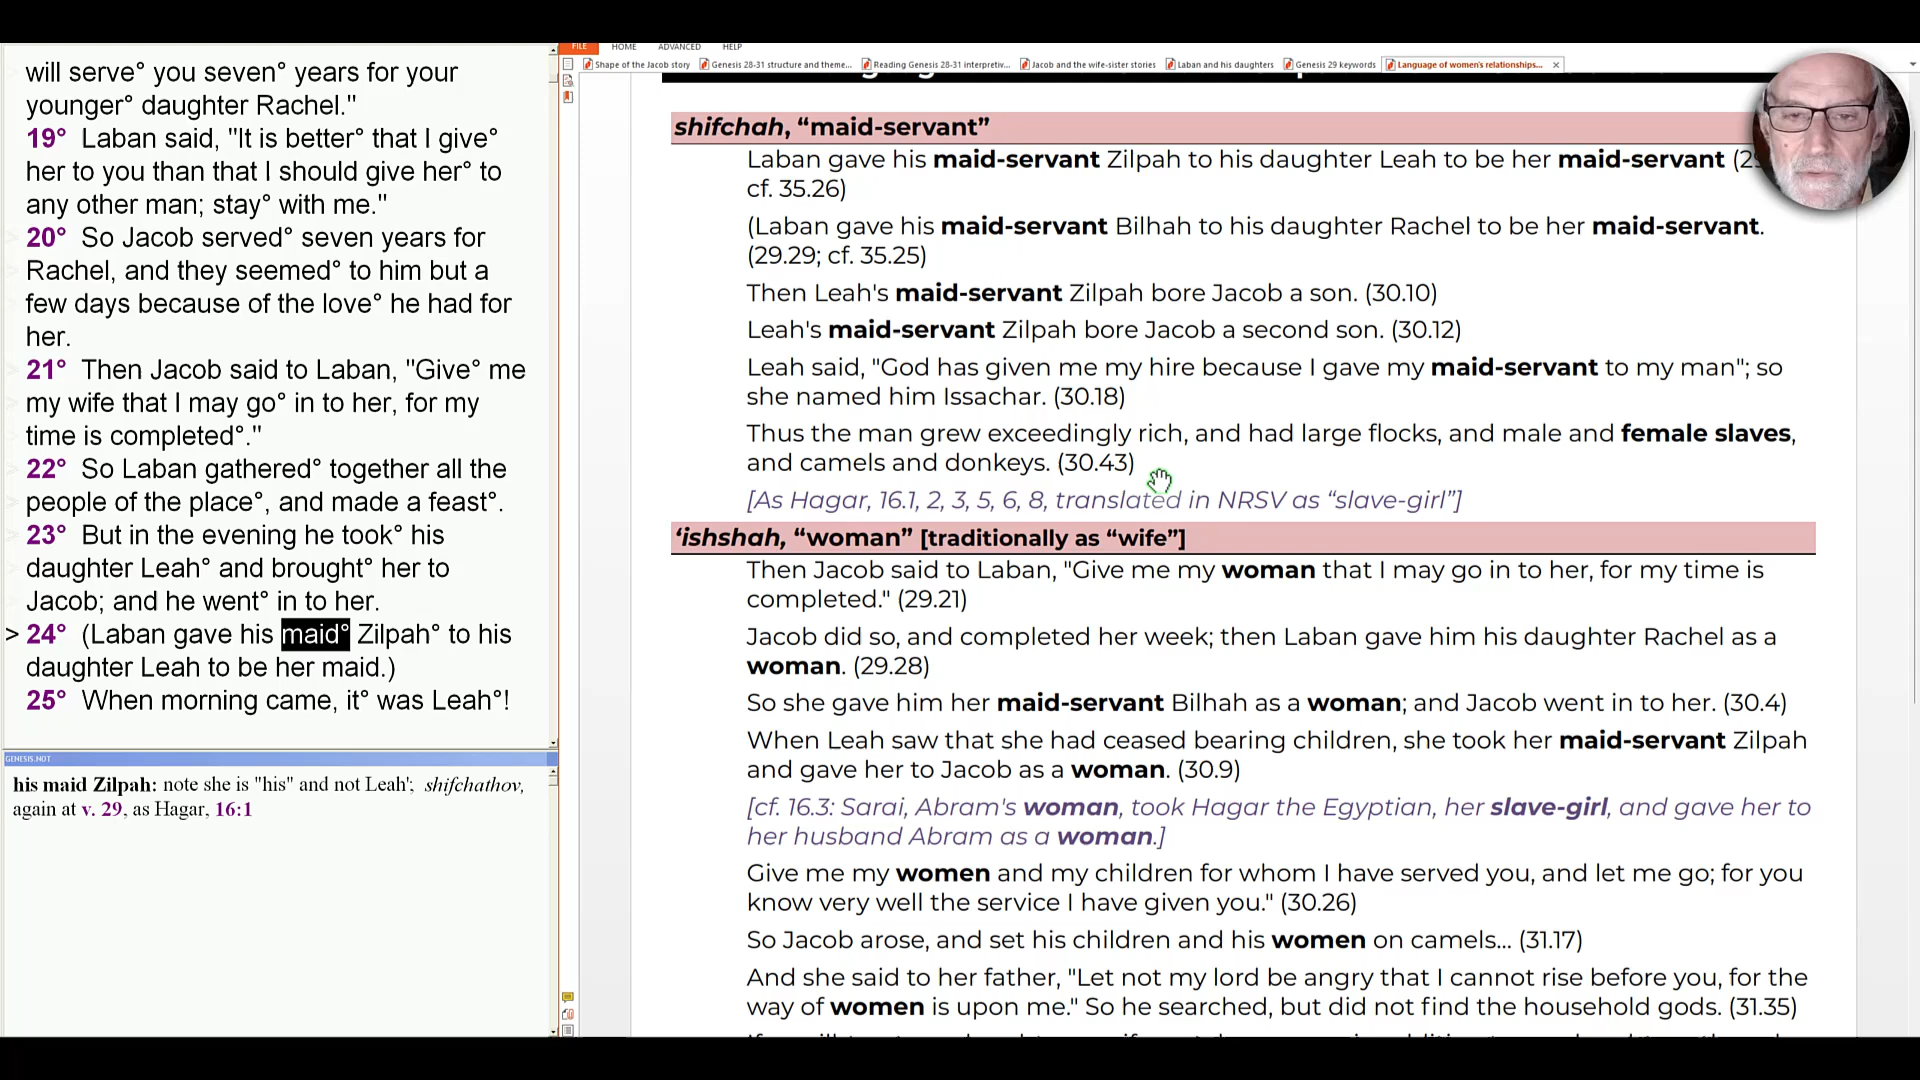 will serve° you seven° years for your
younger° daughter Rachel."
19° Laban said, "It is better° that I give°
her to you than that I should give her° to
any other man; stay° with me."
20° So Jacob served° seven years for
Rachel, and they seemed° to him but a
few days because of the love° he had for
her.
21° Then Jacob said to Laban, "Give° me
my wife that I may go° in to her, for my
time is completed°."
22° So Laban gathered° together all the
people of the place°, and made a feast°.
23° But in the evening he took° his
daughter Leah° and brought° her to
Jacob; and he went° in to her.
> 24° (Laban gave his maid° Zilpah° to his
daughter Leah to be her maid.)
25° When morning came, it° was Leah°!
GENESIS.NOT
his maid Zilpah: note she is "his" and not Leah'; shifchathov,
again at v. 29, as Hagar, 16:1
FILE HOME ADVANCED HELP
Shape of the Jacob story Genesis 28-31 structure and theme... Reading Genesis 28-31 interpretiv... Jacob and the wife-sister stories Laban and his daughters Genesis 29 keywords Language of women's relationships... ×
shifchah, “maid-servant”
Laban gave his maid-servant Zilpah to his daughter Leah to be her maid-servant
cf. 35.26)
(Laban gave his maid-servant Bilhah to his daughter Rachel to be her maid-servant.
(29.29; cf. 35.25)
Then Leah's maid-servant Zilpah bore Jacob a son. (30.10)
Leah's maid-servant Zilpah bore Jacob a second son. (30.12)
Leah said, "God has given me my hire because I gave my maid-servant to my man"; so
she named him Issachar. (30.18)
Thus the man grew exceedingly rich, and had large flocks, and male and female slaves,
and camels and donkeys. (30.43)
[As Hagar, 16.1, 2, 3, 5, 6, 8, translated in NRSV as “slave-girl”]
‘ishshah, “woman” [traditionally as “wife”]
Then Jacob said to Laban, "Give me my woman that I may go in to her, for my time is
completed." (29.21)
Jacob did so, and completed her week; then Laban gave him his daughter Rachel as a
woman. (29.28)
So she gave him her maid-servant Bilhah as a woman; and Jacob went in to her. (30.4)
When Leah saw that she had ceased bearing children, she took her maid-servant Zilpah
and gave her to Jacob as a woman. (30.9)
[cf. 16.3: Sarai, Abram's woman, took Hagar the Egyptian, her slave-girl, and gave her to
her husband Abram as a woman.]
Give me my women and my children for whom I have served you, and let me go; for you
know very well the service I have given you." (30.26)
So Jacob arose, and set his children and his women on camels... (31.17)
And she said to her father, "Let not my lord be angry that I cannot rise before you, for the
way of women is upon me." So he searched, but did not find the household gods. (31.35)